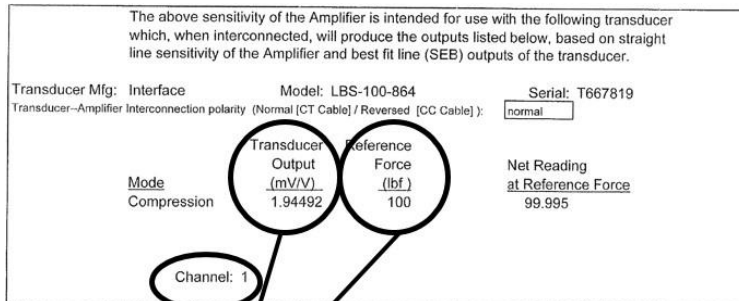 The above sensitivity of the Amplifier is intended for use with the following transducer
which, when interconnected, will produce the outputs listed below, based on straight
line sensitivity of the Amplifier and best fit line (SEB) outputs of the transducer.
Transducer Mfg: Interface Model: LBS-100-864 Serial: T667819
Transducer--Amplifier Interconnection polarity (Normal [CT Cable] / Reversed [CC Cable] ): normal
Transducer Reference
Output Force Net Reading
Mode (mV/V) (lbf ) at Reference Force
Compression 1.94492 100 99.995
Channel: 1